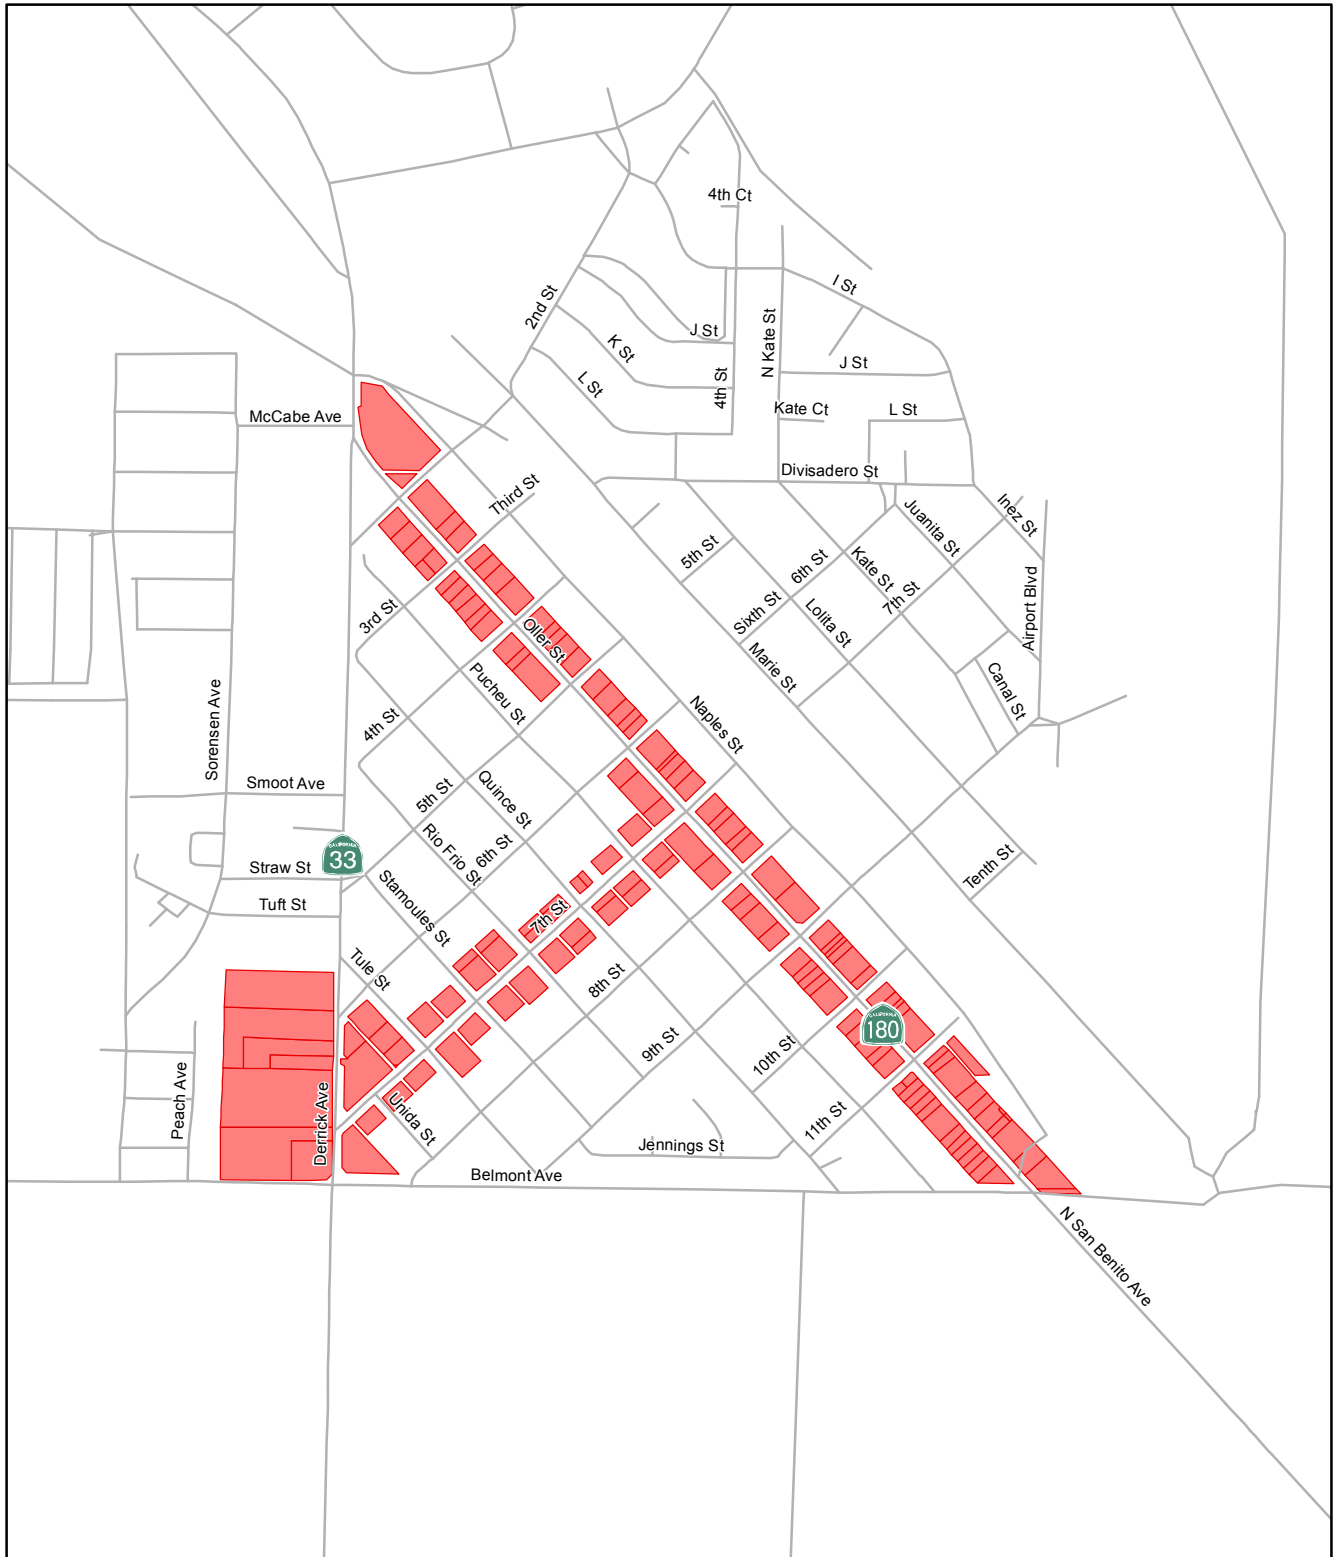 4th Ct
I St
2nd St
N Kate St
J St
K St
J St
L St
4th St
Kate Ct
L St
McCabe Ave
Divisadero St
Third St
Inez St
Juanita St
5th St
6th St
Kate St
7th St
Airport Blvd
Sixth St
Lolita St
3rd St
Oller St
Marie St
Canal St
Pucheu St
4th St
Naples St
Sorensen Ave
Smoot Ave
5th St
Quince St
Rio Frio St
6th St
CALIFORNIA
33
Straw St
Stamoules St
Tenth St
Tuft St
7th St
Tule St
8th St
CALIFORNIA
180
9th St
10th St
Peach Ave
Derrick Ave
Unida St
11th St
Jennings St
Belmont Ave
N San Benito Ave